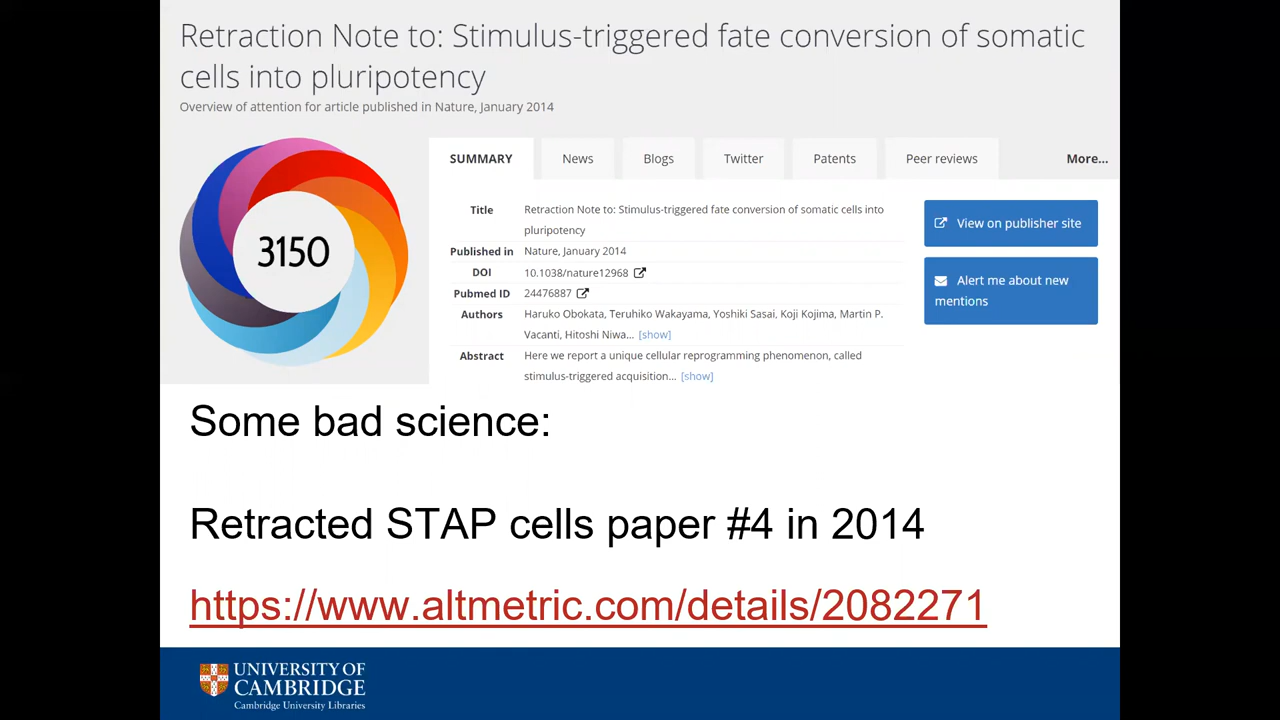 Retraction Note to: Stimulus-triggered fate conversion of somatic
cells into pluripotency
Overview of attention for article published in Nature, January 2014
3150
SUMMARY
News
Blogs
Twitter
Patents
Peer reviews
More...
Title
Retraction Note to: Stimulus-triggered fate conversion of somatic cells into
pluripotency
Published in
Nature, January 2014
DOI
10.1038/nature12968
Pubmed ID
24476887
Authors
Haruko Obokata, Teruhiko Wakayama, Yoshiki Sasai, Koji Kojima, Martin P.
Vacanti, Hitoshi Niwa... [show]
Abstract
Here we report a unique cellular reprogramming phenomenon, called
stimulus-triggered acquisition... [show]
View on publisher site
Alert me about new
mentions
Some bad science:
Retracted STAP cells paper #4 in 2014
https://www.altmetric.com/details/2082271
UNIVERSITY OF
CAMBRIDGE
Cambridge University Libraries